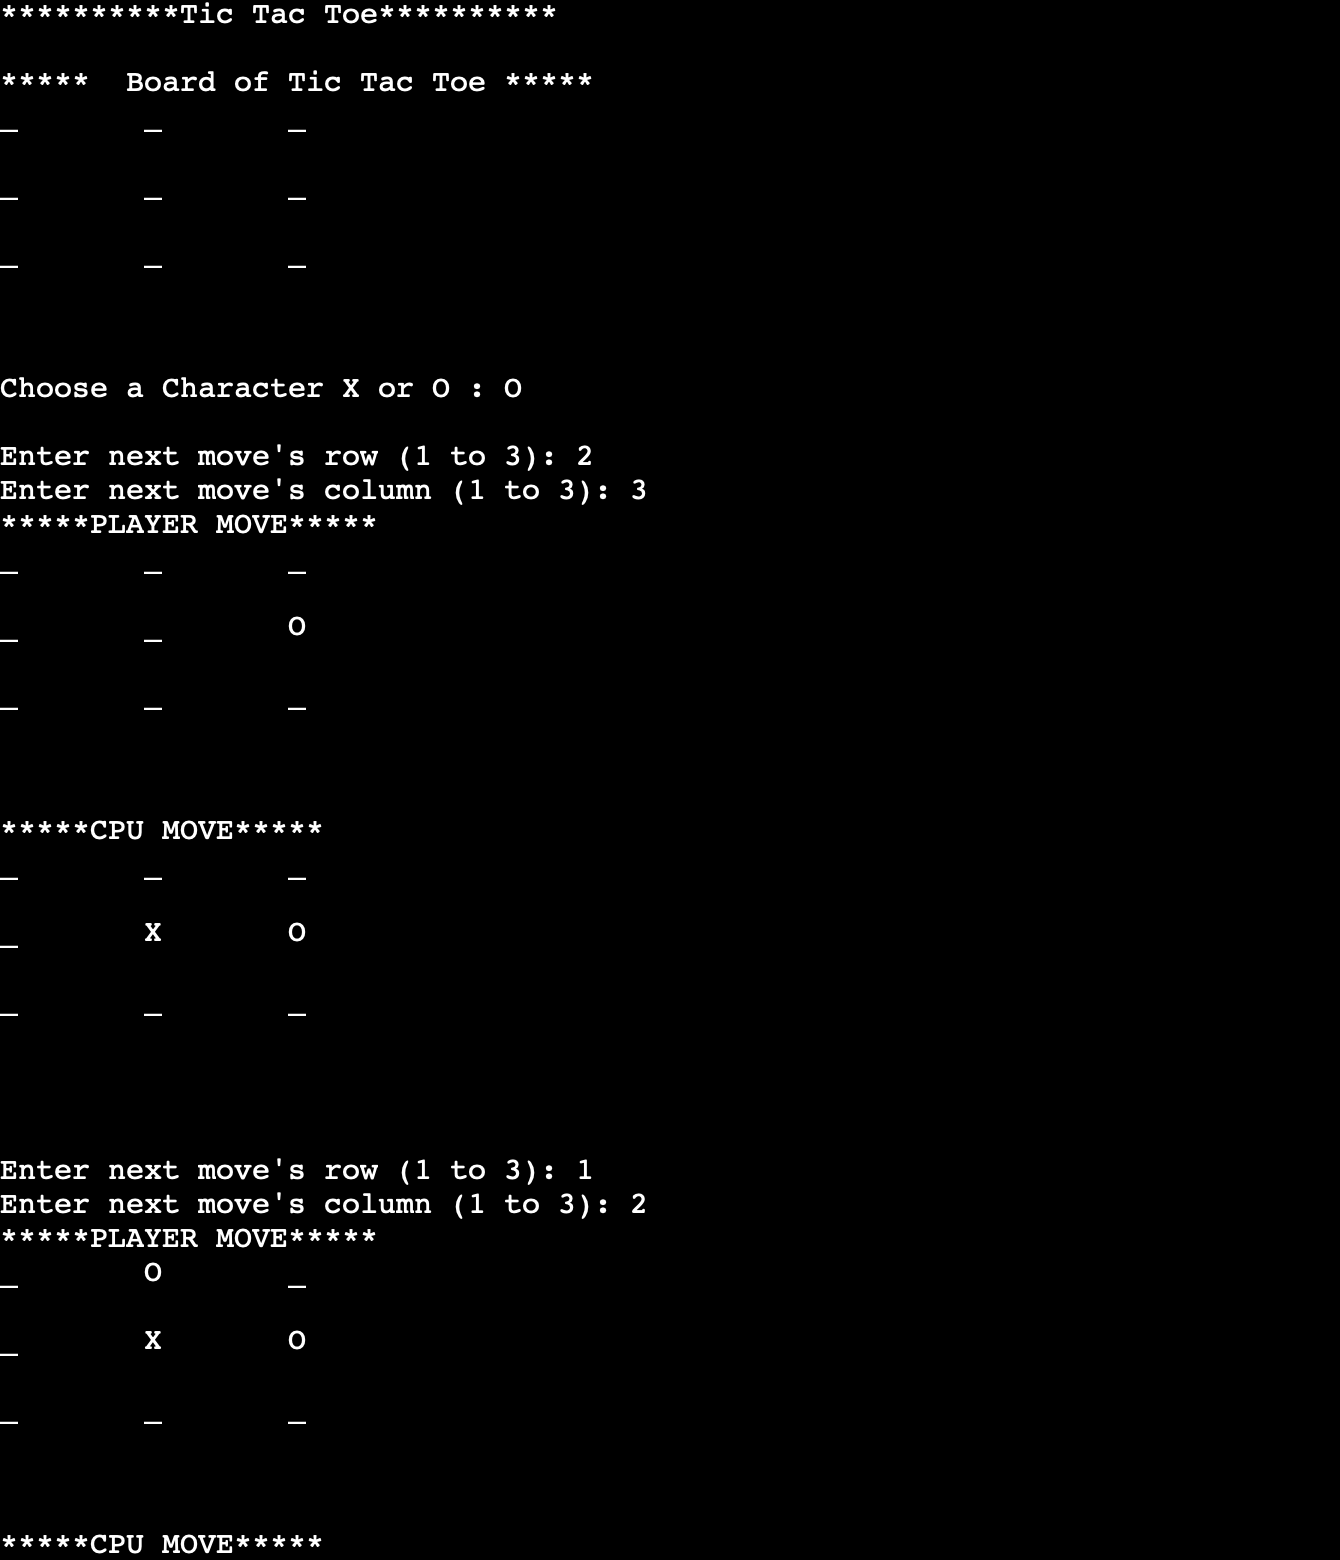 **********Tic Tac Toe**********
***** Board of Tic Tac Toe *****
_ _ _
_ _ _
_ _ _
Choose a Character X or O : O
Enter next move's row (1 to 3): 2
Enter next move's column (1 to 3): 3
*****PLAYER MOVE*****
_ _ _
_ _ O
_ _ _
*****CPU MOVE*****
_ _ _
_ X O
_ _ _
Enter next move's row (1 to 3): 1
Enter next move's column (1 to 3): 2
*****PLAYER MOVE*****
_ O _
_ X O
_ _ _
*****CPU MOVE*****